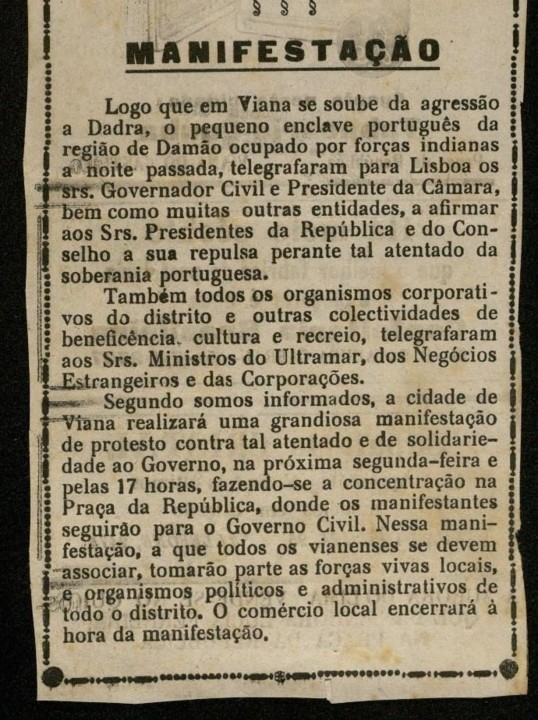 § § §
MANIFESTAÇÃO
Logo que em Viana se soube da agressão
a Dadra, o pequeno enclave português da
região de Damão ocupado por forças indianas
a noite passada, telegrafaram para Lisboa os
srs. Governador Civil e Presidente da Câmara,
bem como muitas outras entidades, a afirmar
aos Srs. Presidentes da República e do Con-
selho a sua repulsa perante tal atentado da
soberania portuguesa.
Também todos os organismos corporati-
vos do distrito e outras colectividades de
beneficência, cultura e recreio, telegrafaram
aos Srs. Ministros do Ultramar, dos Negócios
Estrangeiros e das Corporações.
Segundo somos informados, a cidade de
Viana realizará uma grandiosa manifestação
de protesto contra tal atentado e de solidarie-
dade ao Governo, na próxima segunda-feira e
pelas 17 horas, fazendo-se a concentração na
Praça da República, donde os manifestantes
seguirão para o Governo Civil. Nessa mani-
festação, a que todos os vianenses se devem
associar, tomarão parte as forças vivas locais,
e organismos políticos e administrativos de
todo o distrito. O comércio local encerrará à
hora da manifestação.